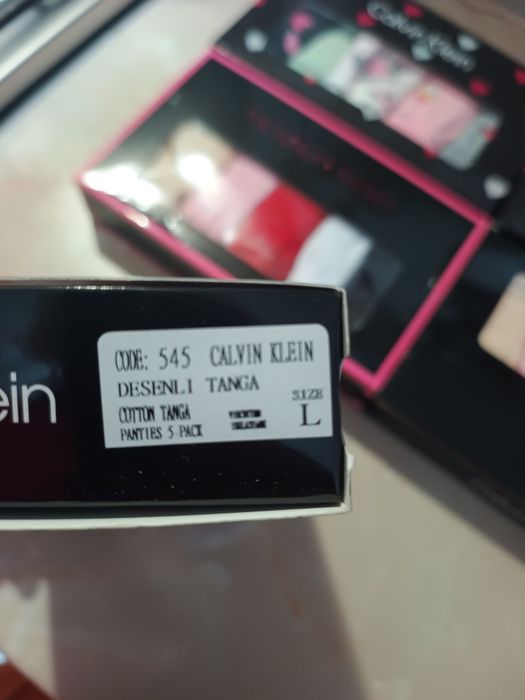 Calvin Klein
ein
CODE: 545 CALVIN KLEIN
DESENLI TANGA
SIZE
COTTON TANGA
L
PANTIES 5-PACK